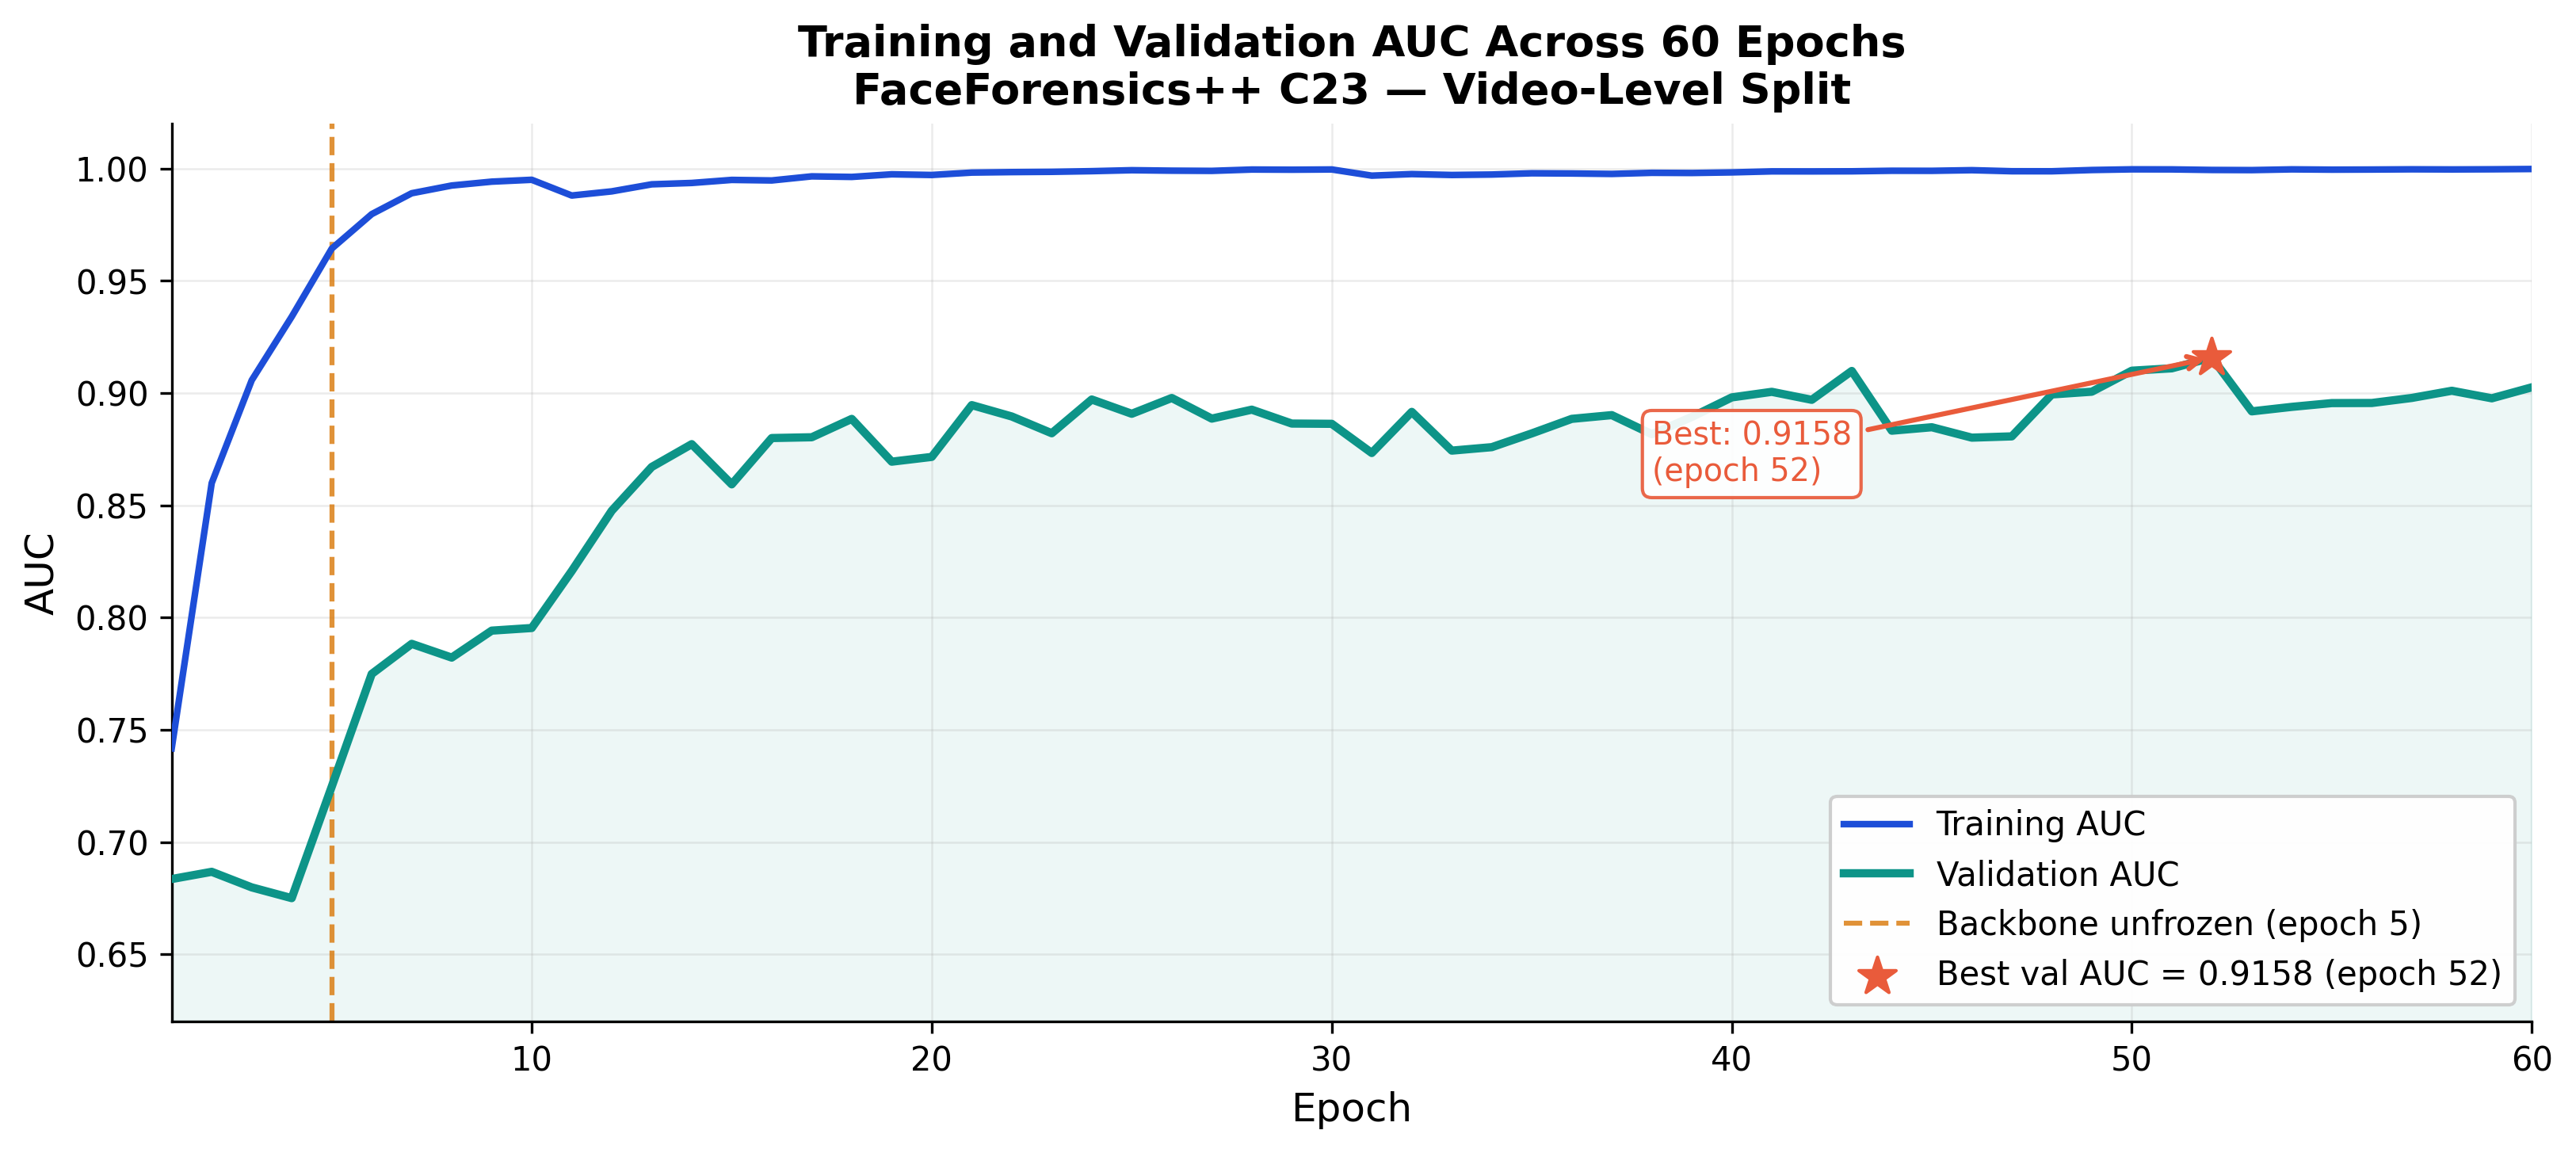 Training and Validation AUC Across 60 Epochs
FaceForensics++ C23 — Video-Level Split
AUC
1.00
0.95
0.90
0.85
0.80
0.75
0.70
0.65
Best: 0.9158
(epoch 52)
Training AUC
Validation AUC
Backbone unfrozen (epoch 5)
Best val AUC = 0.9158 (epoch 52)
10 20 30 40 50 60
Epoch